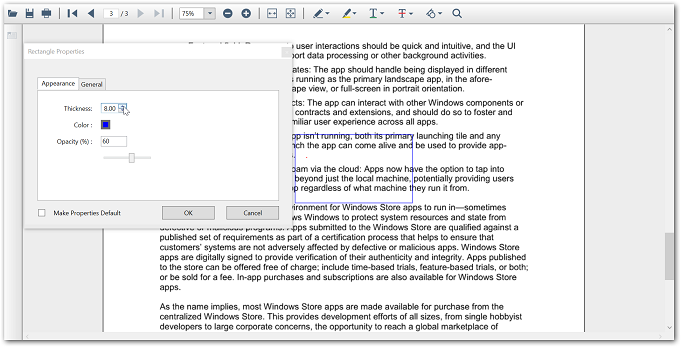 3 / 3
75%
user interactions should be quick and intuitive, and the UI
port data processing or other background activities.
Rectangle Properties
ates: The app should handle being displayed in different
running as the primary landscape app, in the afore-
ape view, or full-screen in portrait orientation.
Appearance General
cts: The app can interact with other Windows components or
contracts and extensions, and should do so to foster and
miliar user experience across all apps.
Thickness: 8.00
Color :
Opacity (%) : 60
app isn't running, both its primary launching tile and any
nch the app can come alive and be used to provide app-
oam via the cloud: Apps now have the option to tap into
beyond just the local machine, potentially providing users
p regardless of what machine they run it from.
Make Properties Default OK Cancel
vironment for Windows Store apps to run in—sometimes
ws Windows to protect system resources and state from
defective or malicious programs. Apps submitted to the Windows Store are qualified against a
published set of requirements as part of a certification process that helps to ensure that
customers' systems are not adversely affected by defective or malicious apps. Windows Store
apps are digitally signed to provide verification of their authenticity and integrity. Apps published
to the store can be offered free of charge; include time-based trials, feature-based trials, or both;
or be sold for a fee. In-app purchases and subscriptions are also available for Windows Store
apps.
As the name implies, most Windows Store apps are made available for purchase from the
centralized Windows Store. This provides development efforts of all sizes, from single hobbyist
developers to large corporate concerns, the opportunity to reach a global marketplace of